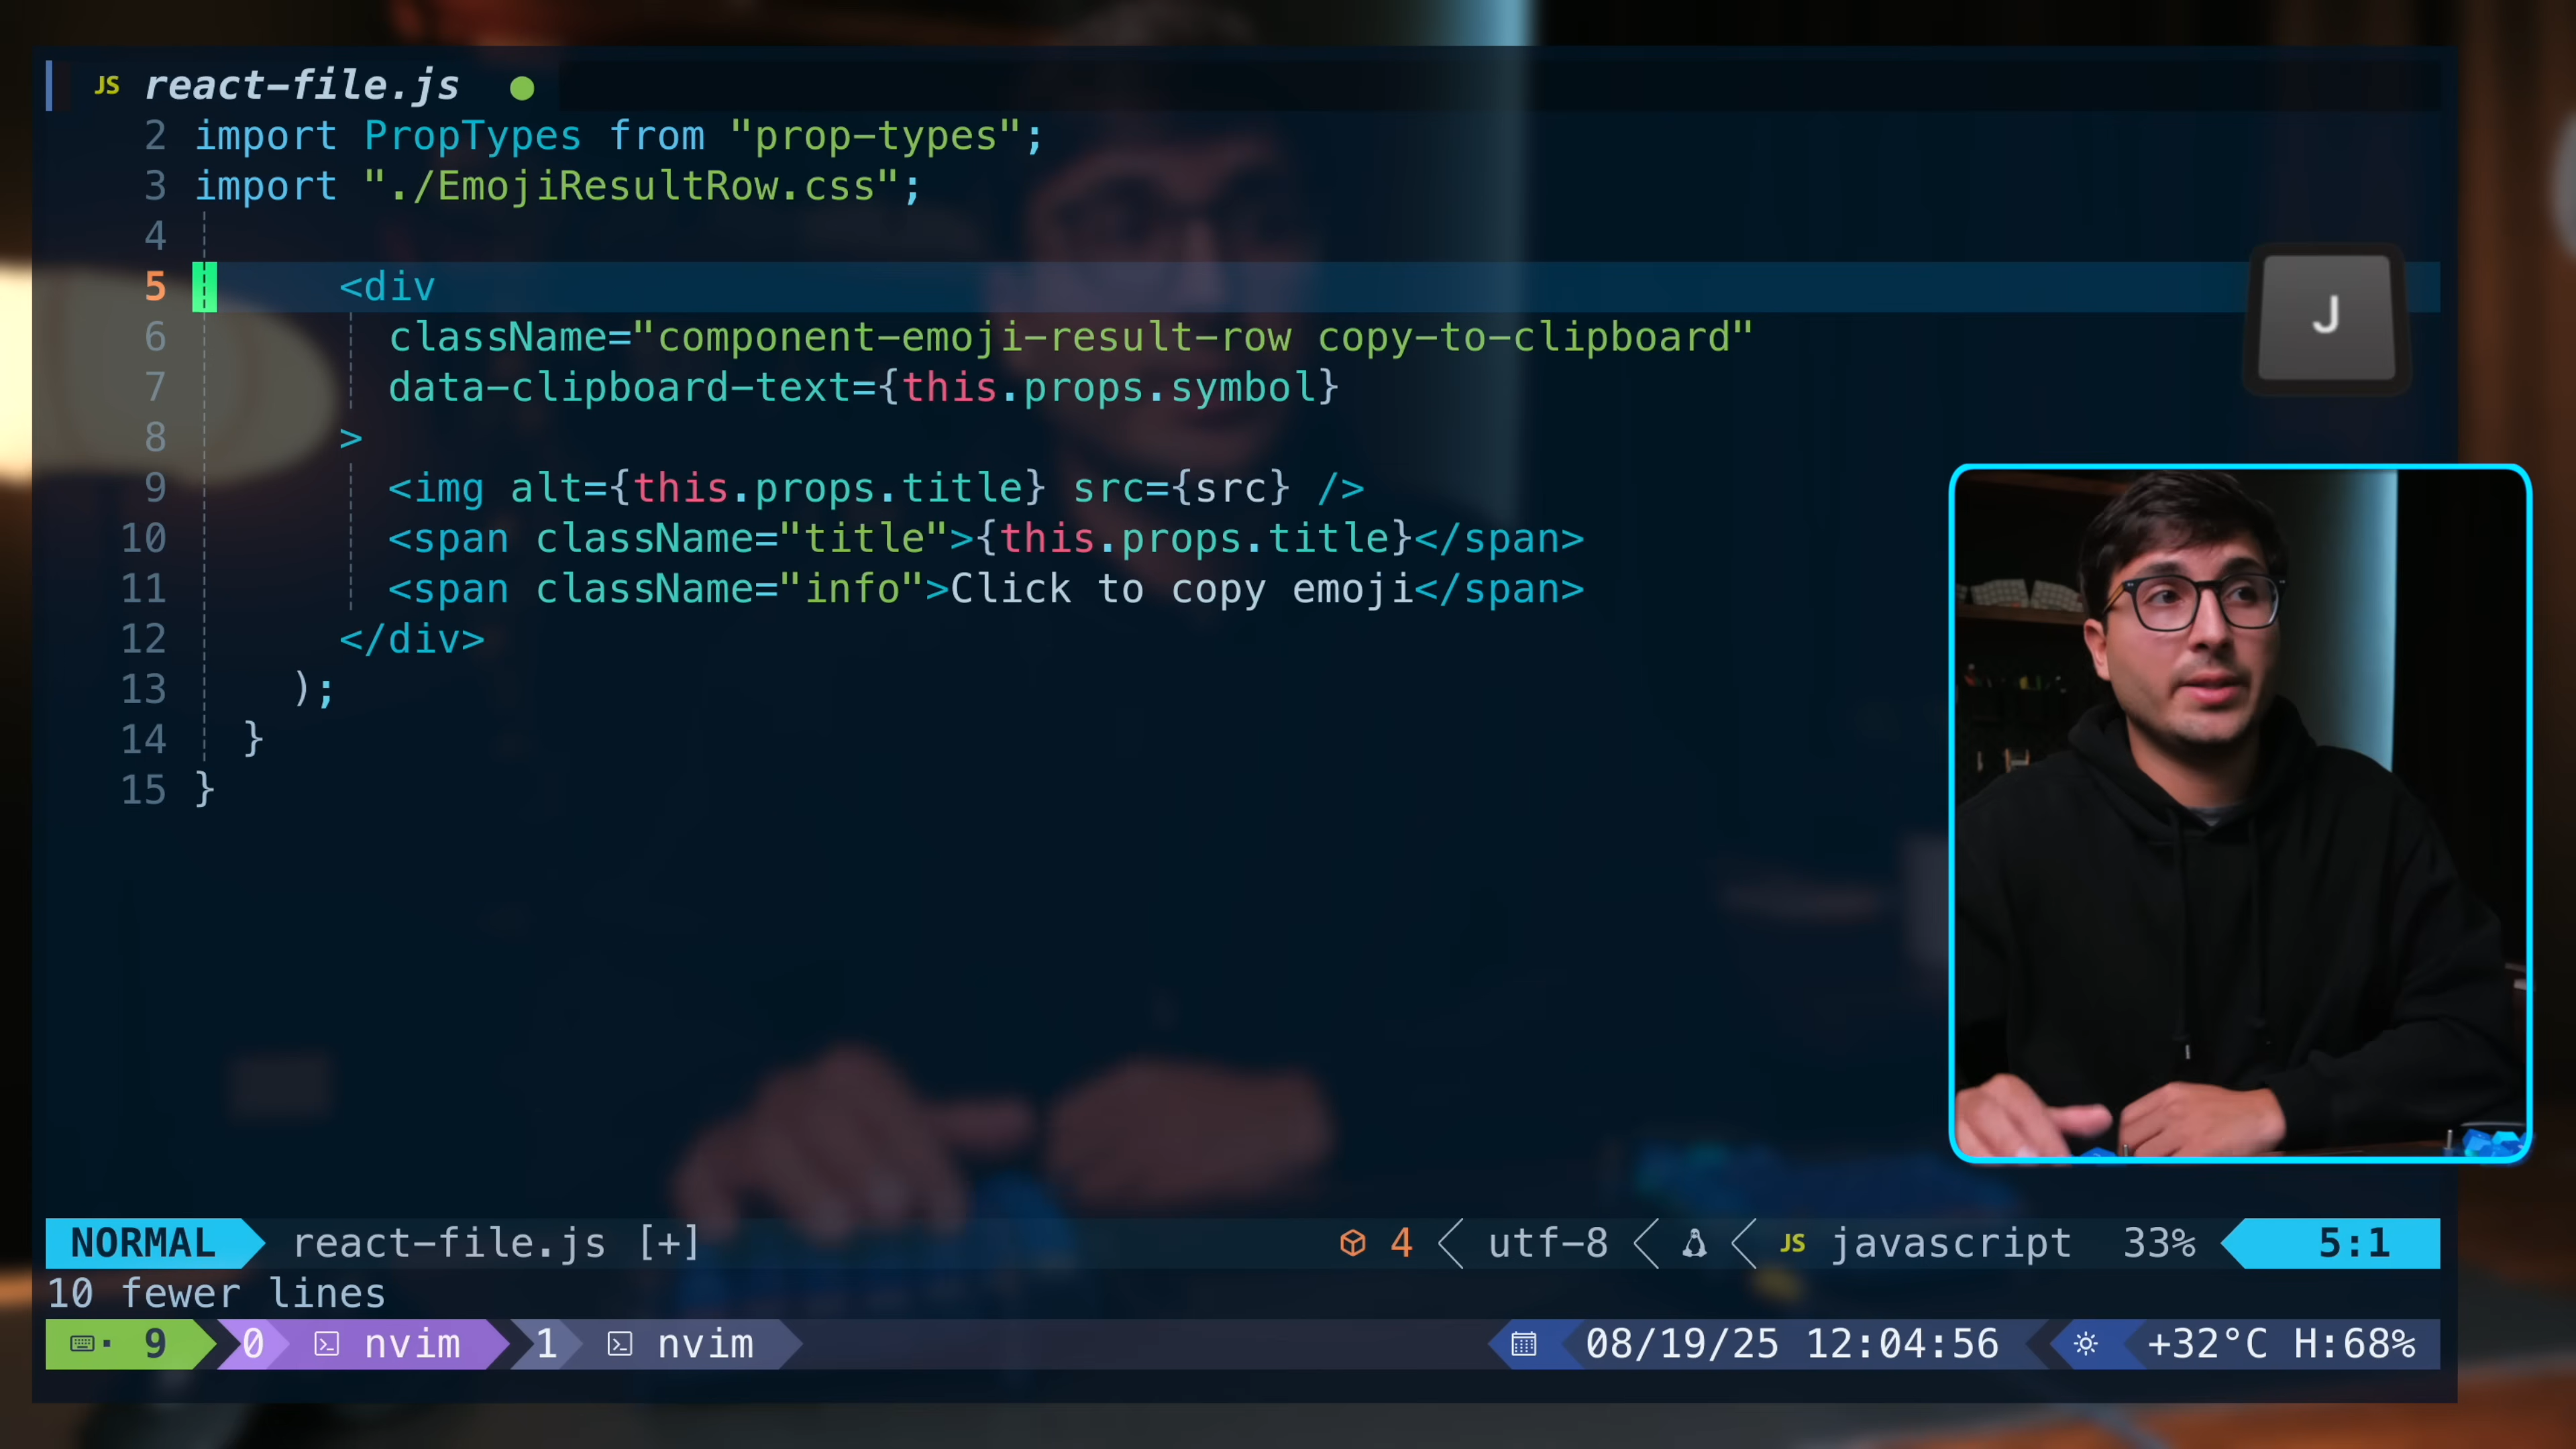 JS react-file.js
2 import PropTypes from "prop-types";
3 import "./EmojiResultRow.css";
4
5 <div
6 className="component-emoji-result-row copy-to-clipboard"
7 data-clipboard-text={this.props.symbol}
8 >
9 <img alt={this.props.title} src={src} />
10 <span className="title">{this.props.title}</span>
11 <span className="info">Click to copy emoji</span>
12 </div>
13 );
14 }
15 }
J
NORMAL react-file.js [+] 4 utf-8 JS javascript 33% 5:1
10 fewer lines
9 0 nvim 1 nvim 08/19/25 12:04:56 +32°C H:68%